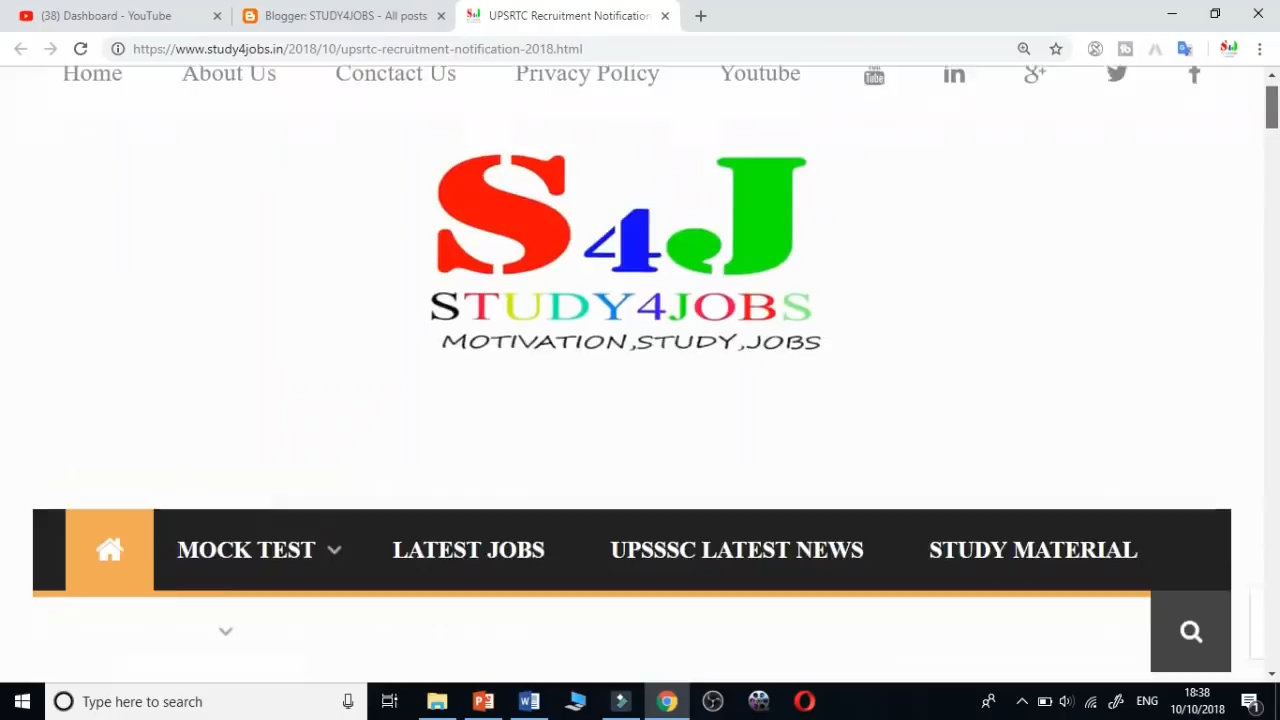 (38) Dashboard - YouTube
Blogger: STUDY4JOBS - All posts
UPSRTC Recruitment Notification
https://www.study4jobs.in/2018/10/upsrtc-recruitment-notification-2018.html
Home About Us Conctact Us Privacy Policy Youtube
S4J
STUDY4JOBS
MOTIVATION,STUDY,JOBS
MOCK TEST LATEST JOBS UPSSSC LATEST NEWS STUDY MATERIAL
Type here to search
ENG
18:38
10/10/2018